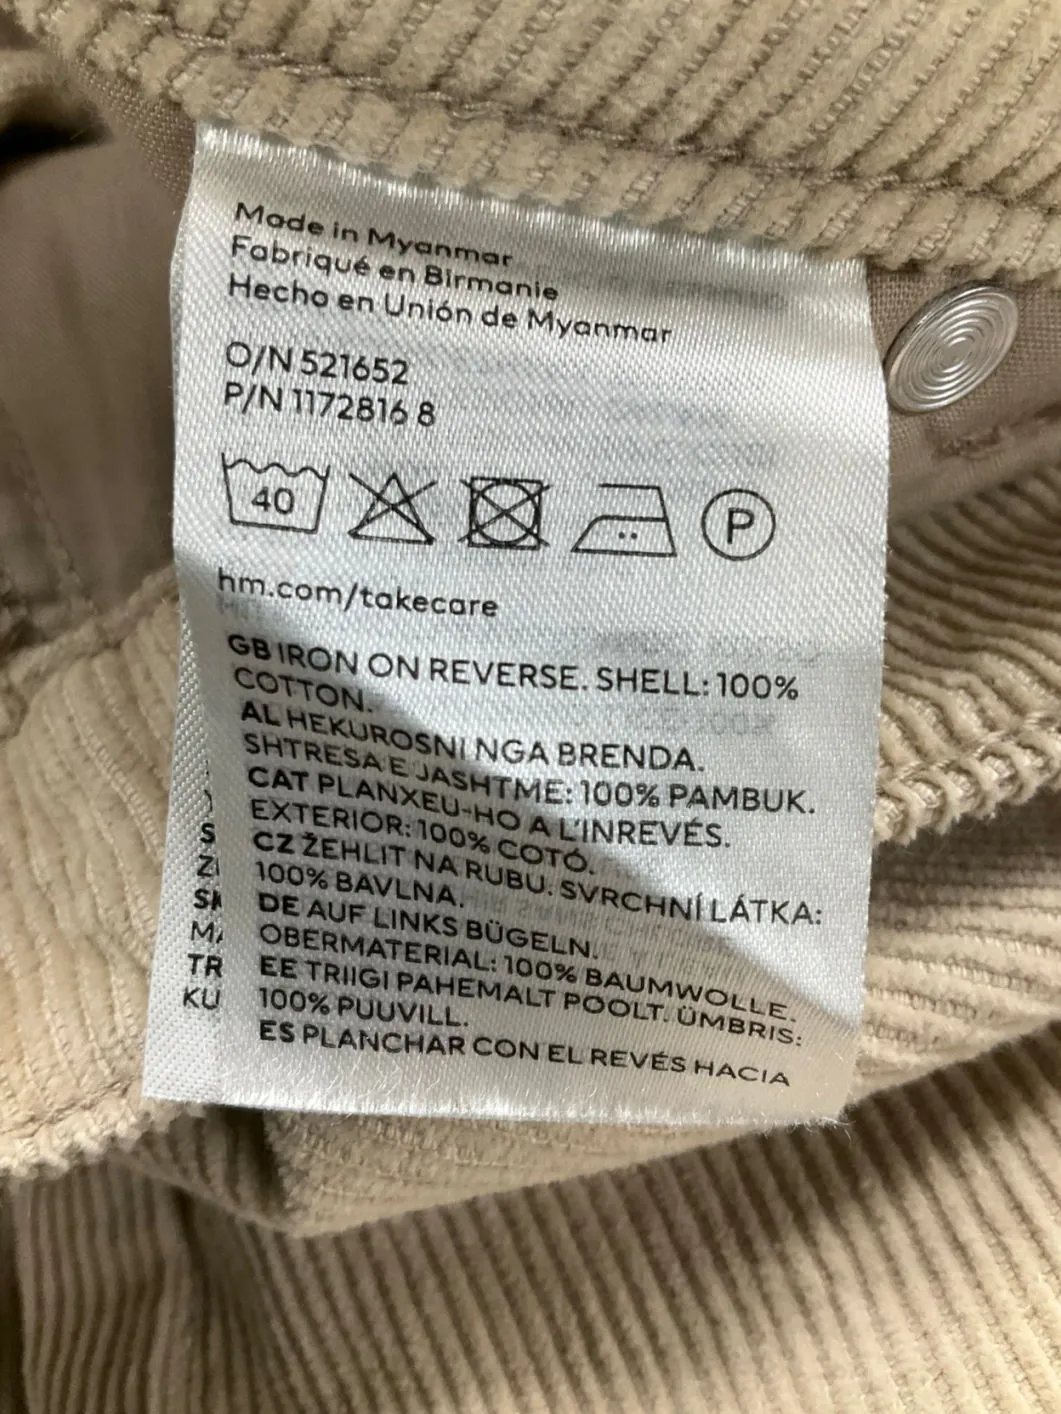 Made in Myanmar
Fabriqué en Birmanie
Hecho en Unión de Myanmar
O/N 521652
P/N 1172816 8
40
P
hm.com/takecare
GB IRON ON REVERSE. SHELL: 100%
COTTON.
AL HEKUROSNI NGA BRENDA.
SHTRESA E JASHTME: 100% PAMBUK.
CAT PLANXEU-HO A L'INREVÉS.
EXTERIOR: 100% COTÓ.
CZ ŽEHLIT NA RUBU. SVRCHNÍ LÁTKA:
100% BAVLNA.
DE AUF LINKS BÜGELN.
OBERMATERIAL: 100% BAUMWOLLE.
EE TRIIGI PAHEMALT POOLT. ÜMBRIS:
100% PUUVILL.
ES PLANCHAR CON EL REVÉS HACIA
TR
KU